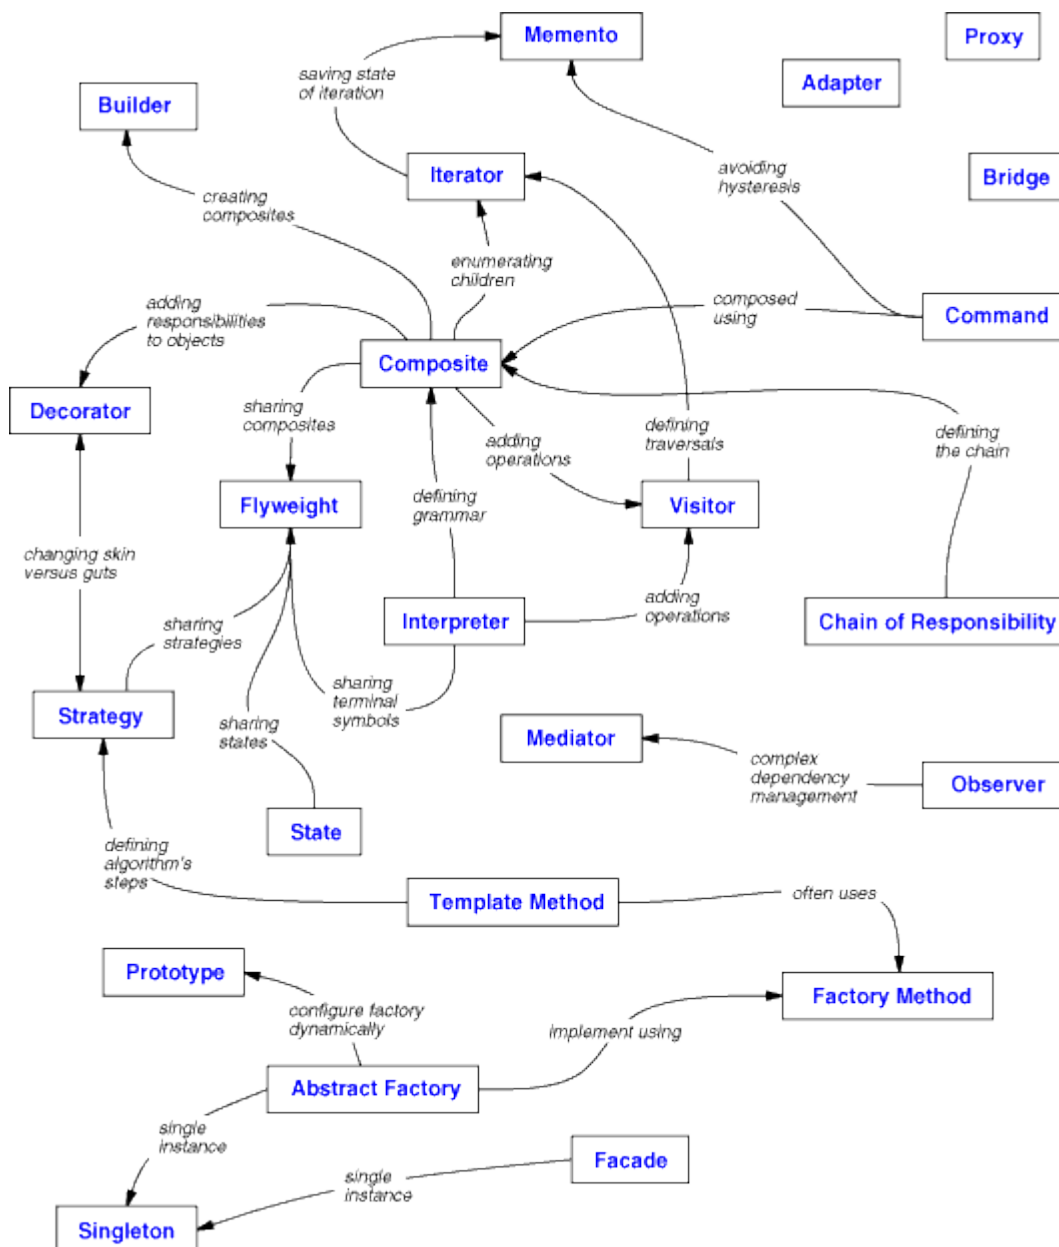 Memento
Proxy
saving state
of iteration
Adapter
Builder
avoiding
hysteresis
Iterator
Bridge
creating
composites
enumerating
children
adding
responsibilities
to objects
composed
using
Command
Composite
Decorator
sharing
composites
adding
operations
defining
traversals
defining
the chain
Flyweight
defining
grammar
Visitor
changing skin
versus guts
adding
operations
Interpreter
Chain of Responsibility
sharing
strategies
sharing
terminal
symbols
Strategy
sharing
states
Mediator
complex
dependency
management
Observer
State
defining
algorithm's
steps
Template Method
often uses
Prototype
Factory Method
configure factory
dynamically
implement using
Abstract Factory
single
instance
Facade
single
instance
Singleton